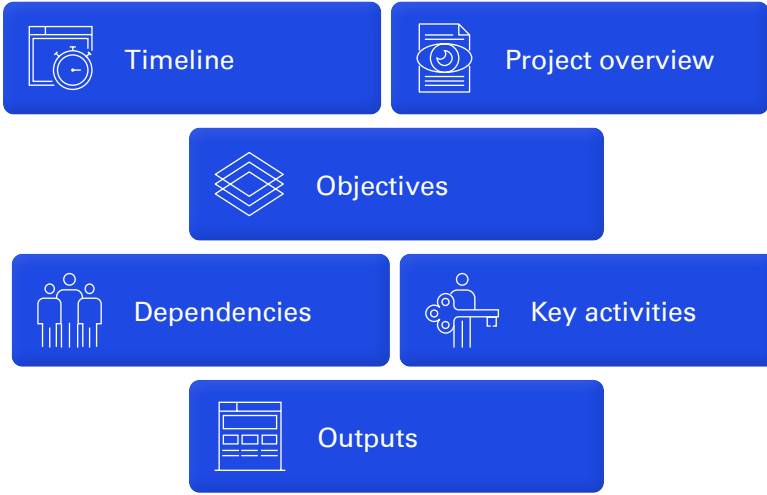 Timeline
Project overview
Objectives
Dependencies
Key activities
Outputs